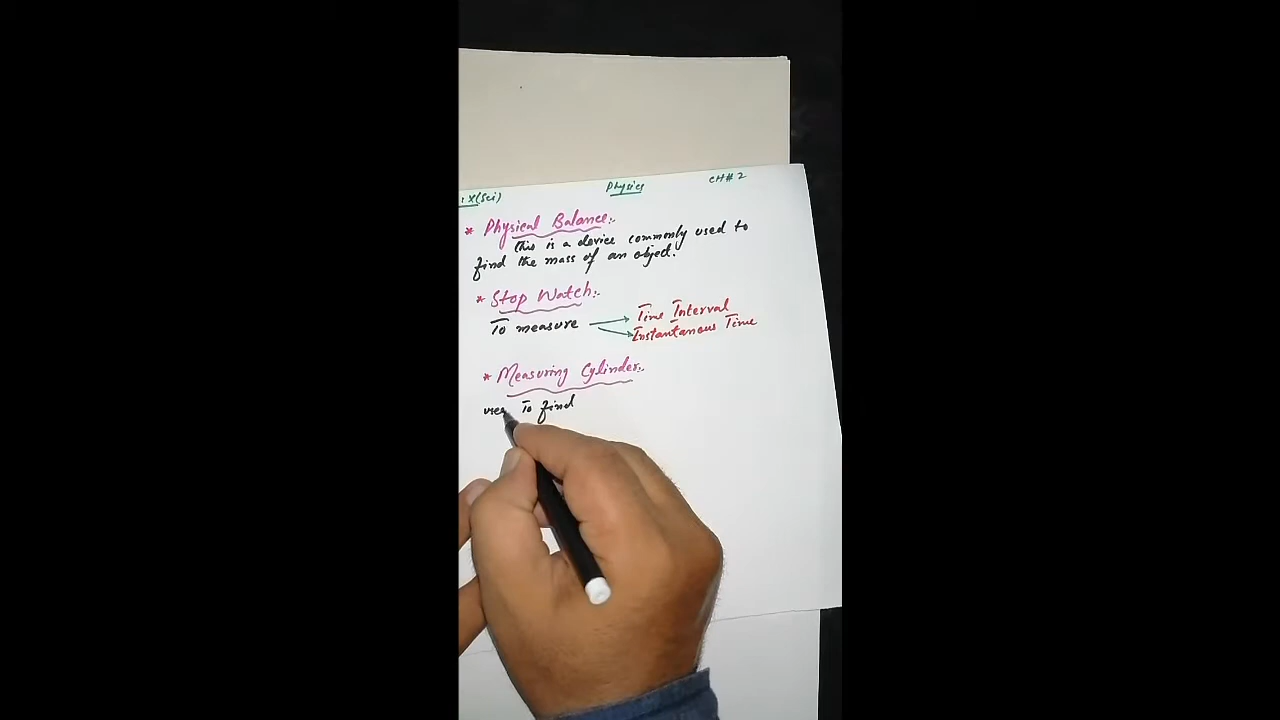 : X(Sci) Physics CH# 2
* Physical Balance:-
this is a device commonly used to
find the mass of an object.
* Stop Watch:-
To measure Time Interval
Instantanous Time
* Measuring Cylinder:-
To find